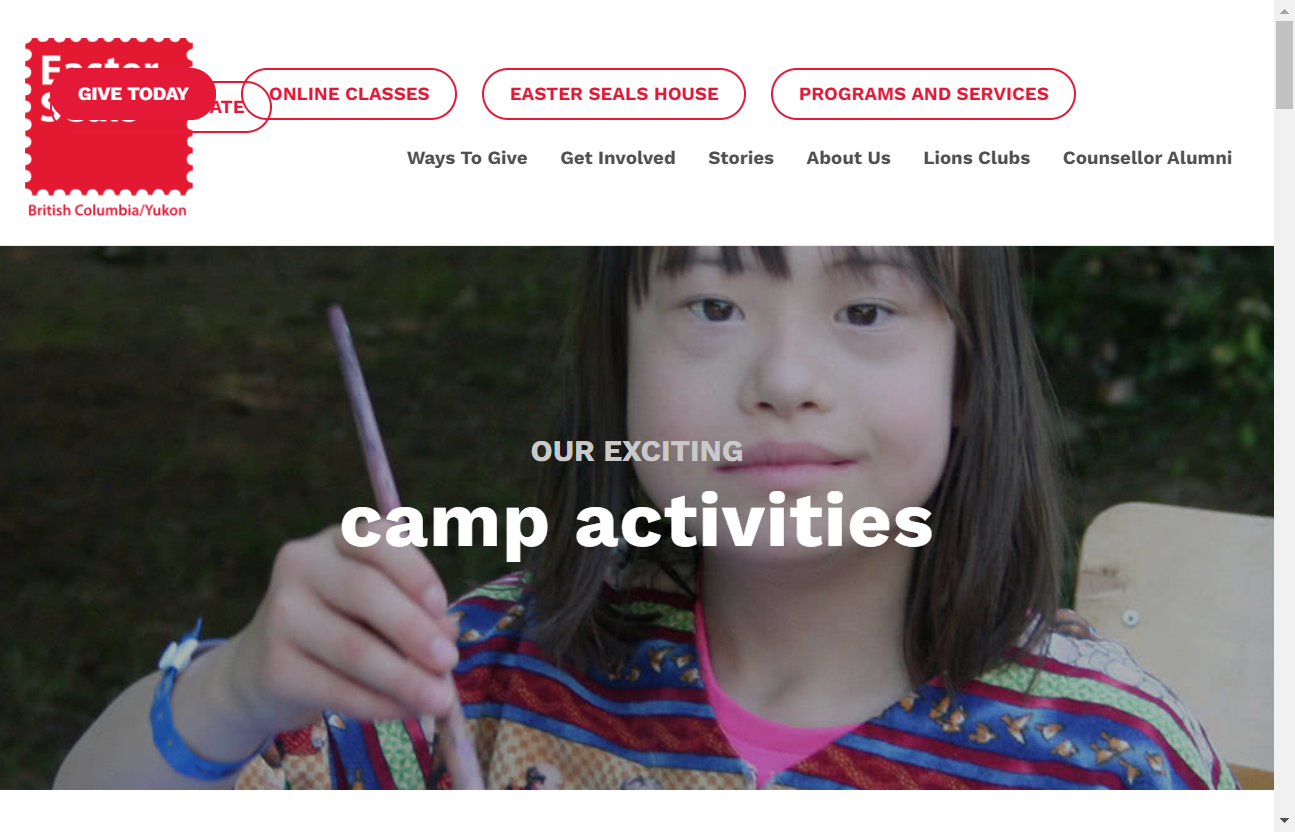 Easter
Seals
British Columbia/Yukon
GIVE TODAY
ATE
ONLINE CLASSES
EASTER SEALS HOUSE
PROGRAMS AND SERVICES
Ways To Give
Get Involved
Stories
About Us
Lions Clubs
Counsellor Alumni
OUR EXCITING
camp activities